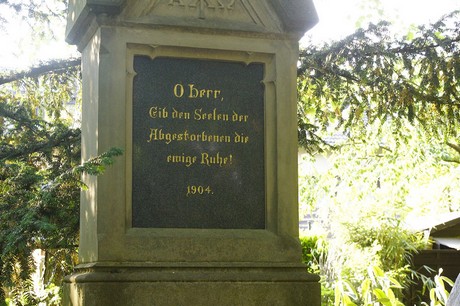 O Herr,
Gib den Seelen der
Abgestorbenen die
ewige Ruhe!
1904.